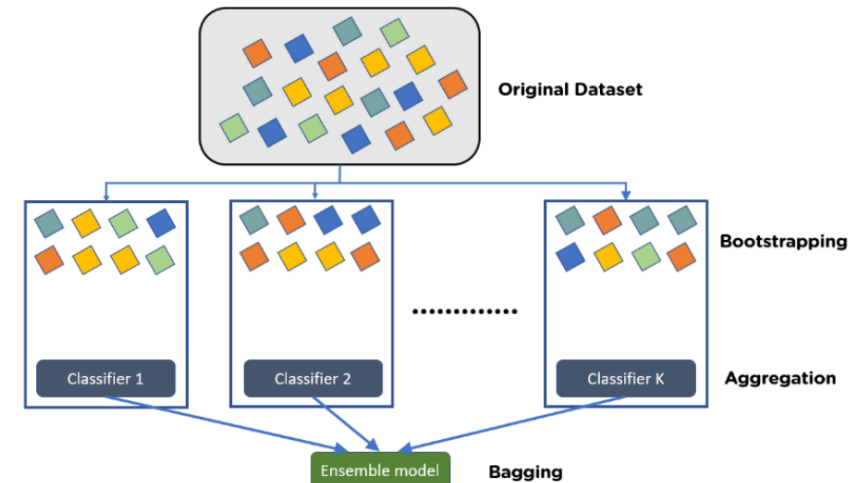 Original Dataset
Bootstrapping
Classifier 1
Classifier 2
Classifier K
Aggregation
Ensemble model
Bagging